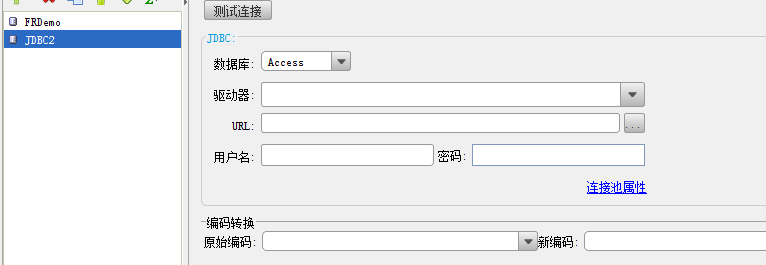 测试连接
FRDemo
JDBC2
JDBC:
数据库: Access
驱动器:
URL: ...
用户名: 密码:
连接池属性
编码转换
原始编码: 新编码: